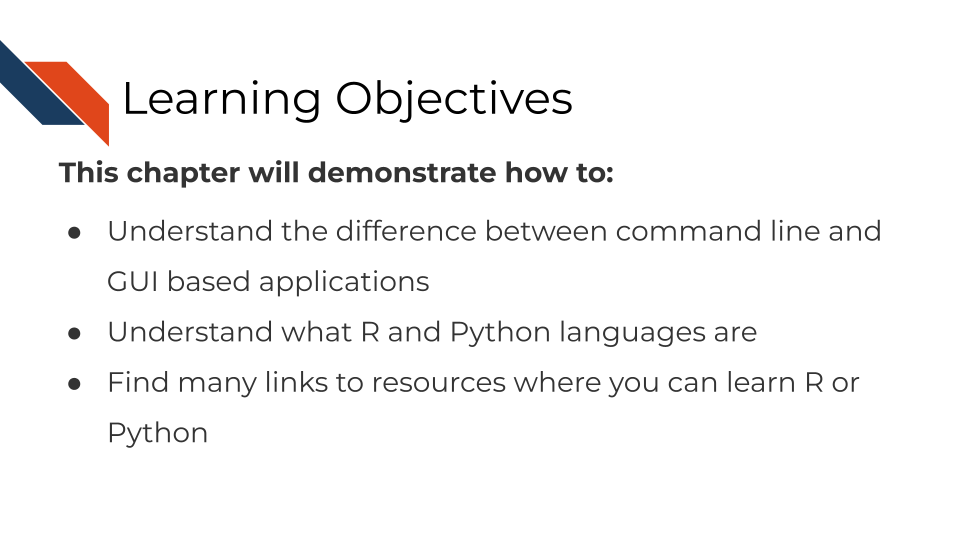 Learning Objectives
This chapter will demonstrate how to:
● Understand the difference between command line and
GUI based applications
● Understand what R and Python languages are
● Find many links to resources where you can learn R or
Python